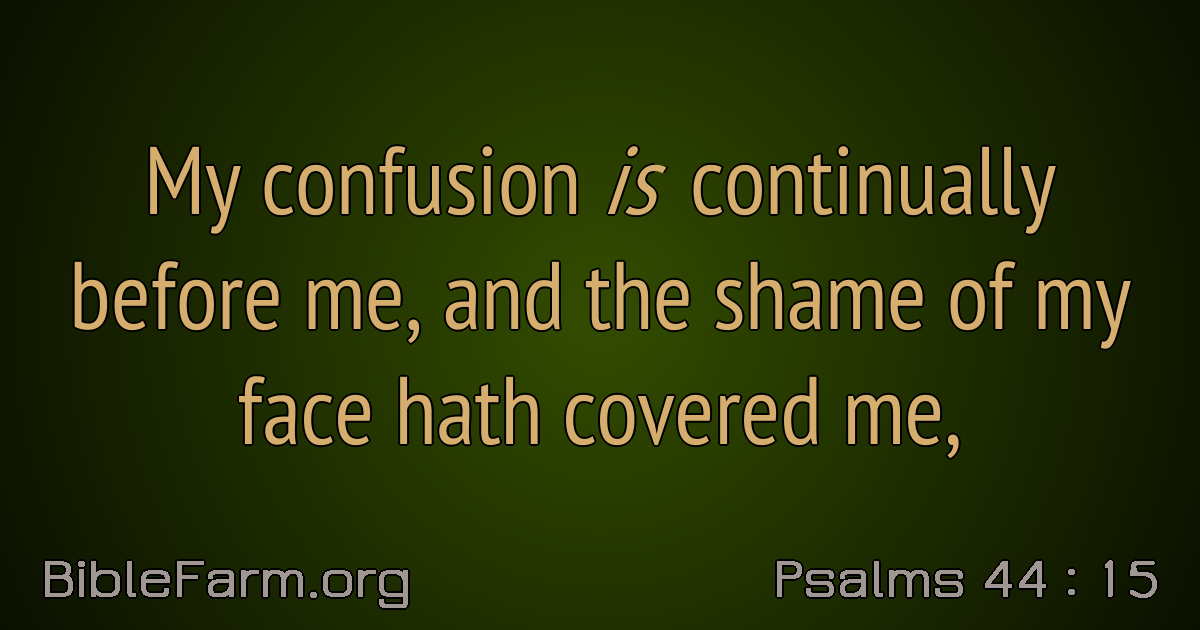 My confusion is continually
before me, and the shame of my
face hath covered me,
BibleFarm.org
Psalms 44 : 15